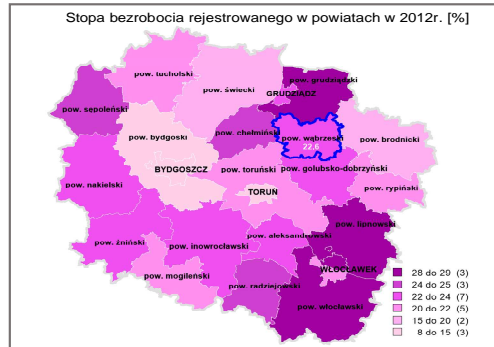 Stopa bezrobocia rejestrowanego w powiatach w 2012r. [%]
pow. tucholski
pow. grudziądzki
pow. świecki
GRUDZIĄDZ
pow. sępoleński
pow. chełmiński
pow. bydgoski
pow. wąbrzeski
22.6
pow. brodnicki
BYDGOSZCZ
pow. toruński
pow. golubsko-dobrzyński
pow. nakielski
TORUN
pow. rypiński
pow. lipnowski
pow. aleksandrowski
pow. żniński
pow. inowrocławski
WŁOCŁAWEK
pow. mogileński
pow. radziejowski
pow. włocławski
28 do 20 (3)
24 do 25 (3)
22 do 24 (7)
20 do 22 (5)
15 do 20 (2)
8 do 15 (3)